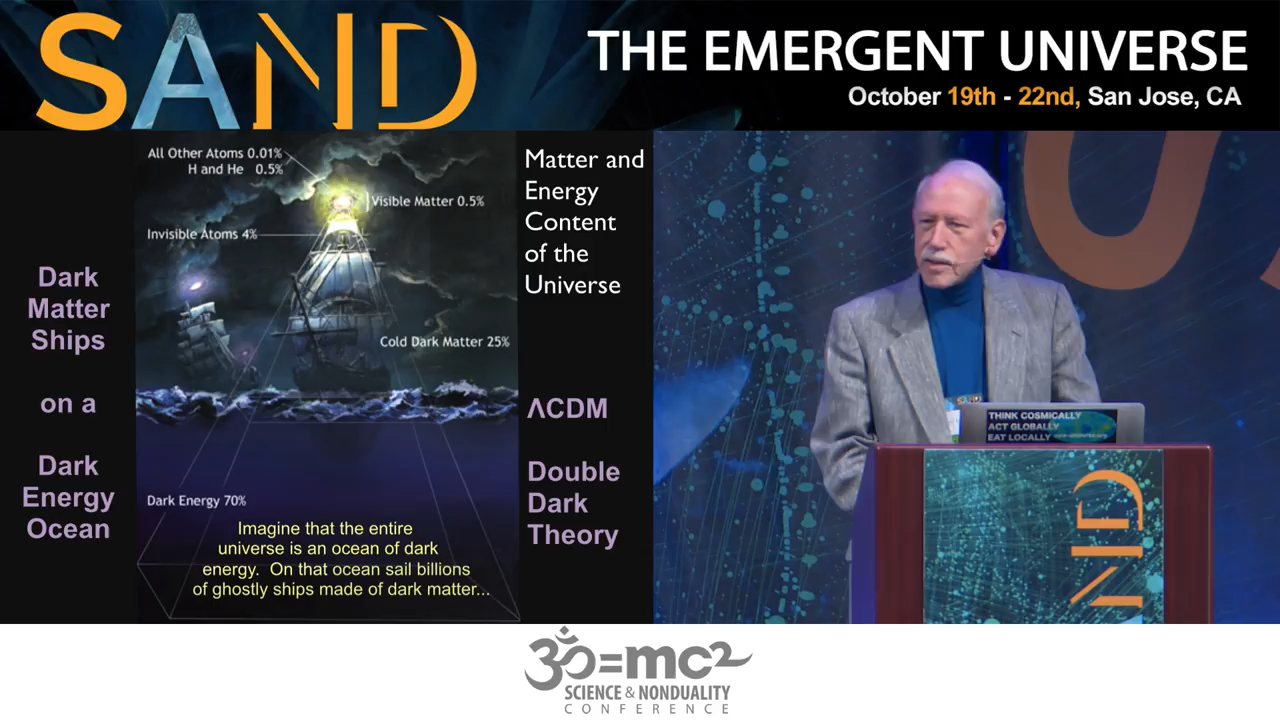 SAND
THE EMERGENT UNIVERSE
October 19th - 22nd, San Jose, CA
All Other Atoms 0.01%
H and He 0.5%
Visible Matter 0.5%
Invisible Atoms 4%
Cold Dark Matter 25%
Dark Energy 70%
Imagine that the entire
universe is an ocean of dark
energy. On that ocean sail billions
of ghostly ships made of dark matter...
Dark
Matter
Ships
on a
Dark
Energy
Ocean
Matter and
Energy
Content
of the
Universe
ΛCDM
Double
Dark
Theory
SAND
THINK COSMICALLY
ACT GLOBALLY
EAT LOCALLY
AND
ॐ=mc2
SCIENCE & NONDUALITY
CONFERENCE